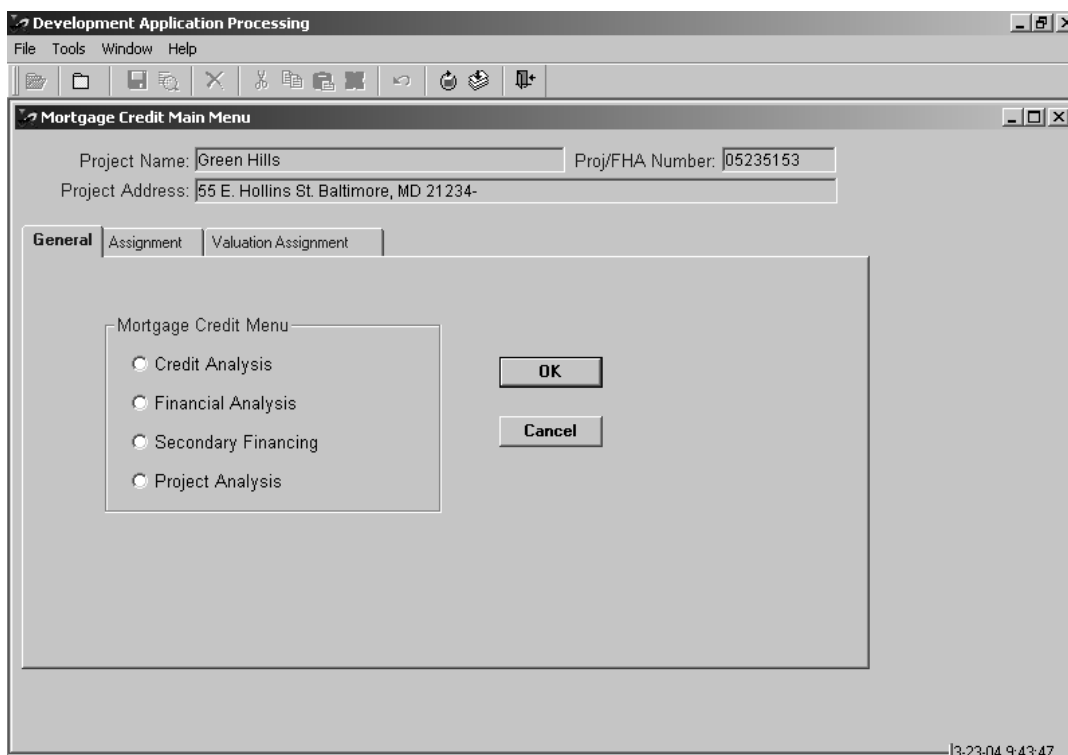 Development Application Processing
File Tools Window Help
Mortgage Credit Main Menu
Project Name: Green Hills Proj/FHA Number: 05235153
Project Address: 55 E. Hollins St. Baltimore, MD 21234-
General Assignment Valuation Assignment
Mortgage Credit Menu
Credit Analysis
OK
Financial Analysis
Cancel
Secondary Financing
Project Analysis
3-23-04 9:43:47